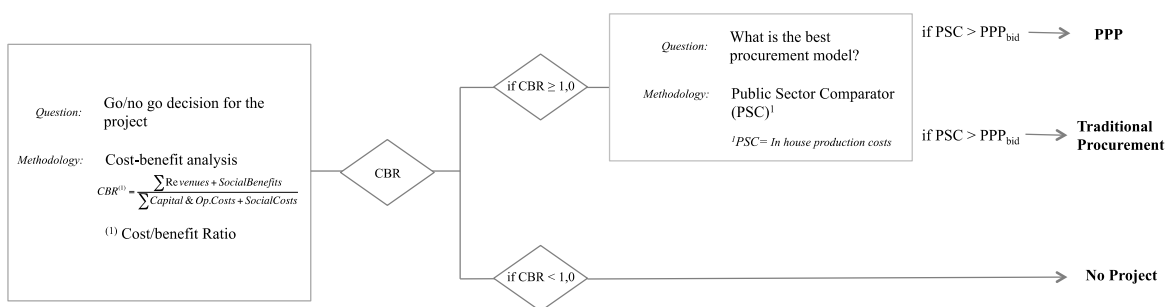 Question:
Go/no go decision for the
project
Methodology:
Cost-benefit analysis
CBR⁽¹⁾ = ∑Revenues + SocialBenefits
∑Capital & Op.Costs + SocialCosts
(1) Cost/benefit Ratio
CBR
if CBR ≥ 1,0
Question:
What is the best
procurement model?
Methodology:
Public Sector Comparator
(PSC)¹
¹PSC= In house production costs
if PSC > PPPbid
PPP
if PSC > PPPbid
Traditional
Procurement
if CBR < 1,0
No Project